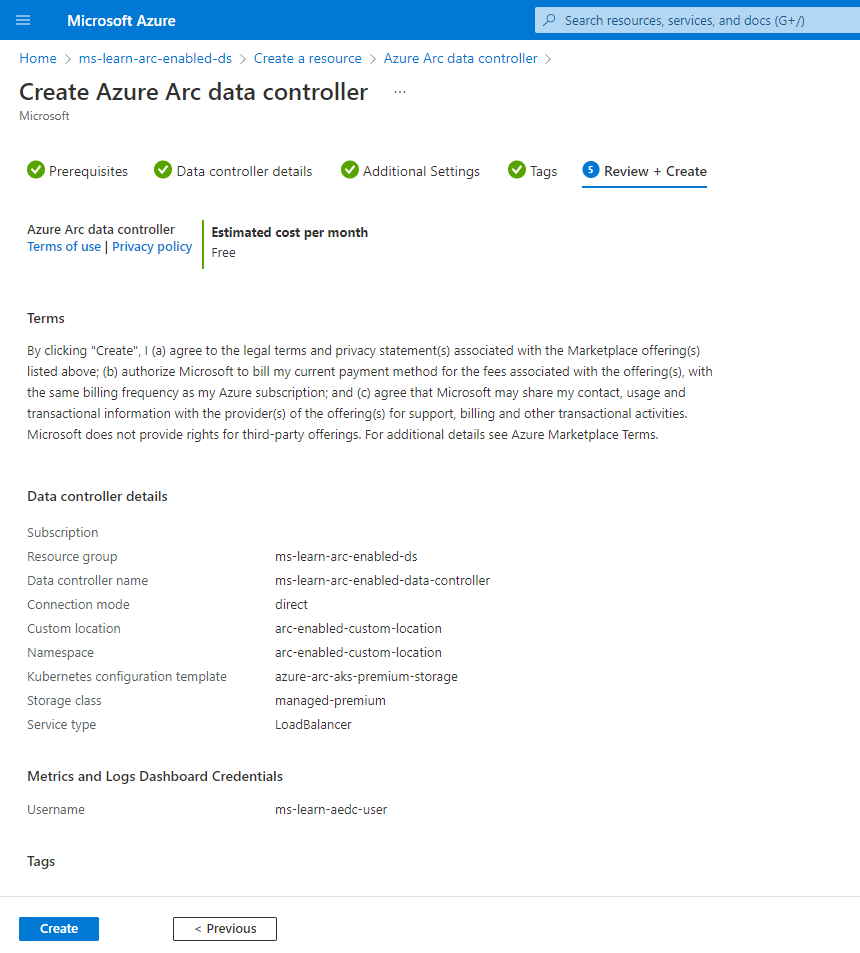 Microsoft Azure
Search resources, services, and docs (G+/)
Home > ms-learn-arc-enabled-ds > Create a resource > Azure Arc data controller >
Create Azure Arc data controller ...
Microsoft
Prerequisites Data controller details Additional Settings Tags 5 Review + Create
Azure Arc data controller
Terms of use | Privacy policy
Estimated cost per month
Free
Terms
By clicking "Create", I (a) agree to the legal terms and privacy statement(s) associated with the Marketplace offering(s)
listed above; (b) authorize Microsoft to bill my current payment method for the fees associated with the offering(s), with
the same billing frequency as my Azure subscription; and (c) agree that Microsoft may share my contact, usage and
transactional information with the provider(s) of the offering(s) for support, billing and other transactional activities.
Microsoft does not provide rights for third-party offerings. For additional details see Azure Marketplace Terms.
Data controller details
Subscription
Resource group ms-learn-arc-enabled-ds
Data controller name ms-learn-arc-enabled-data-controller
Connection mode direct
Custom location arc-enabled-custom-location
Namespace arc-enabled-custom-location
Kubernetes configuration template azure-arc-aks-premium-storage
Storage class managed-premium
Service type LoadBalancer
Metrics and Logs Dashboard Credentials
Username ms-learn-aedc-user
Tags
Create < Previous